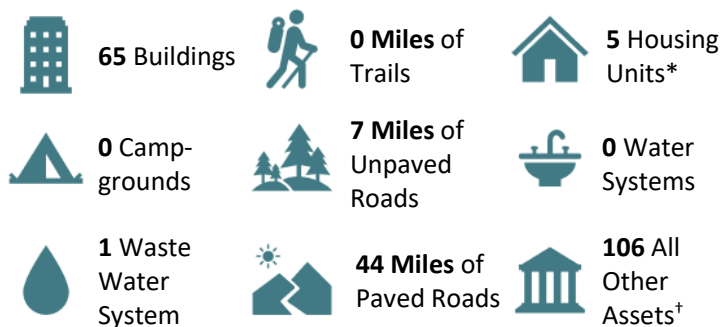 65 Buildings
0 Miles of
Trails
5 Housing
Units*
0 Camp-
grounds
7 Miles of
Unpaved
Roads
0 Water
Systems
1 Waste
Water
System
44 Miles of
Paved Roads
106 All
Other
Assets†